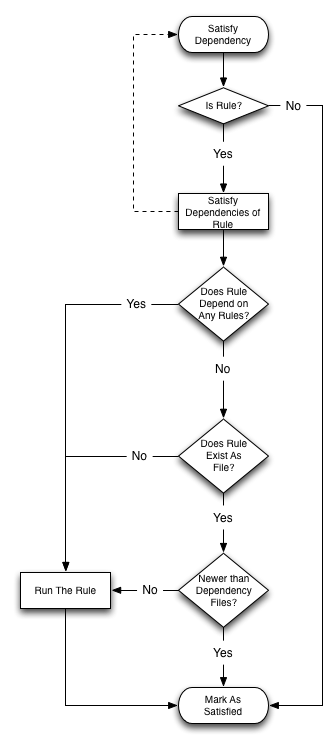 Satisfy
Dependency
Is Rule?
No
Yes
Satisfy
Dependencies of
Rule
Does Rule
Depend on
Any Rules?
Yes
No
Does Rule
Exist As
File?
No
Yes
Newer than
Dependency
Files?
No
Run The Rule
Yes
Mark As
Satisfied